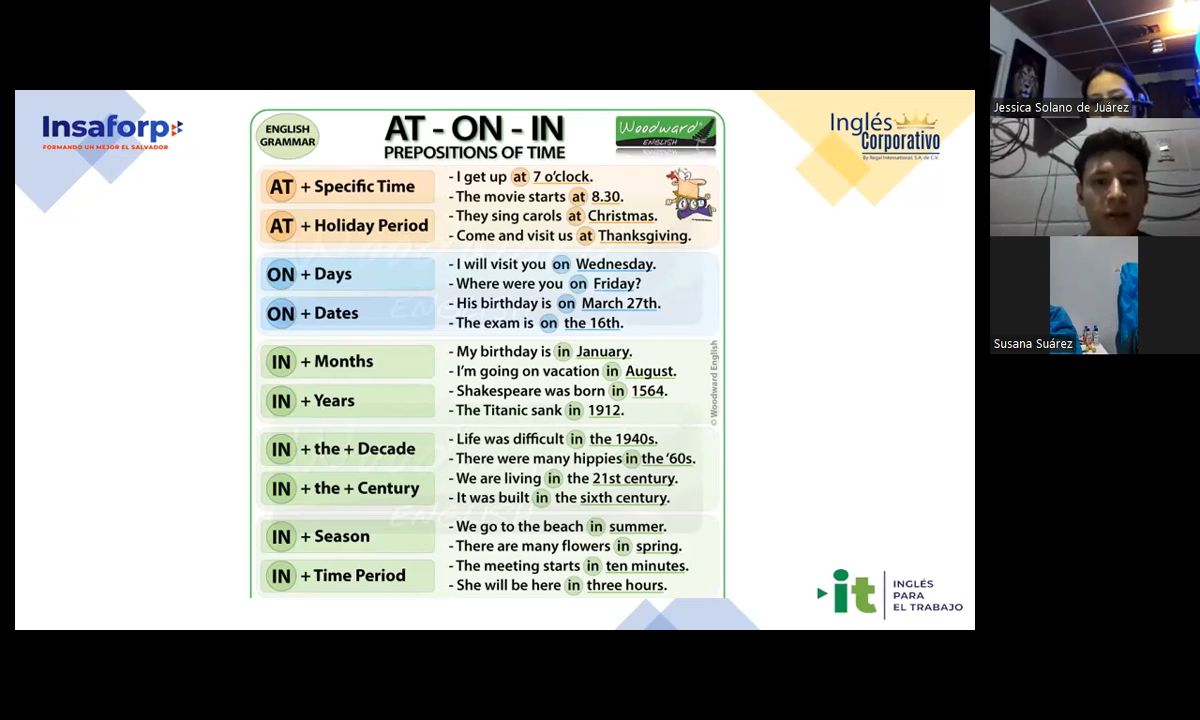 Insaforp
FORMANDO UN MEJOR EL SALVADOR
ENGLISH
GRAMMAR
AT - ON - IN
PREPOSITIONS OF TIME
Woodward
ENGLISH
Inglés
Corporativo
By Regal International, S.A. de C.V.
AT + Specific Time
- I get up at 7 o'clock.
- The movie starts at 8.30.
AT + Holiday Period
- They sing carols at Christmas.
- Come and visit us at Thanksgiving.
ON + Days
- I will visit you on Wednesday.
- Where were you on Friday?
ON + Dates
- His birthday is on March 27th.
- The exam is on the 16th.
IN + Months
- My birthday is in January.
- I'm going on vacation in August.
IN + Years
- Shakespeare was born in 1564.
- The Titanic sank in 1912.
IN + the + Decade
- Life was difficult in the 1940s.
- There were many hippies in the '60s.
IN + the + Century
- We are living in the 21st century.
- It was built in the sixth century.
IN + Season
- We go to the beach in summer.
- There are many flowers in spring.
IN + Time Period
- The meeting starts in ten minutes.
- She will be here in three hours.
© Woodward English
it
INGLÉS
PARA
EL TRABAJO
Jessica Solano de Juárez
Susana Suárez